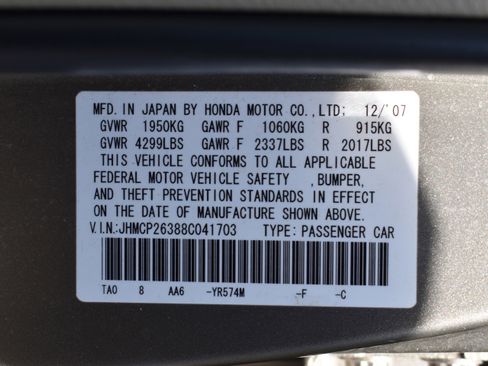 MFD. IN JAPAN BY HONDA MOTOR CO., LTD; 12/'07
GVWR 1950KG GAWR F 1060KG R 915KG
GVWR 4299LBS GAWR F 2337LBS R 2017LBS
THIS VEHICLE CONFORMS TO ALL APPLICABLE
FEDERAL MOTOR VEHICLE SAFETY ,BUMPER,
AND THEFT PREVENTION STANDARDS IN EFFECT
ON THE DATE OF MANUFACTURE SHOWN ABOVE.
V.I.N.:JHMCP26388C041703 TYPE: PASSENGER CAR
TA0 8 AA6 -YR574M -F -C